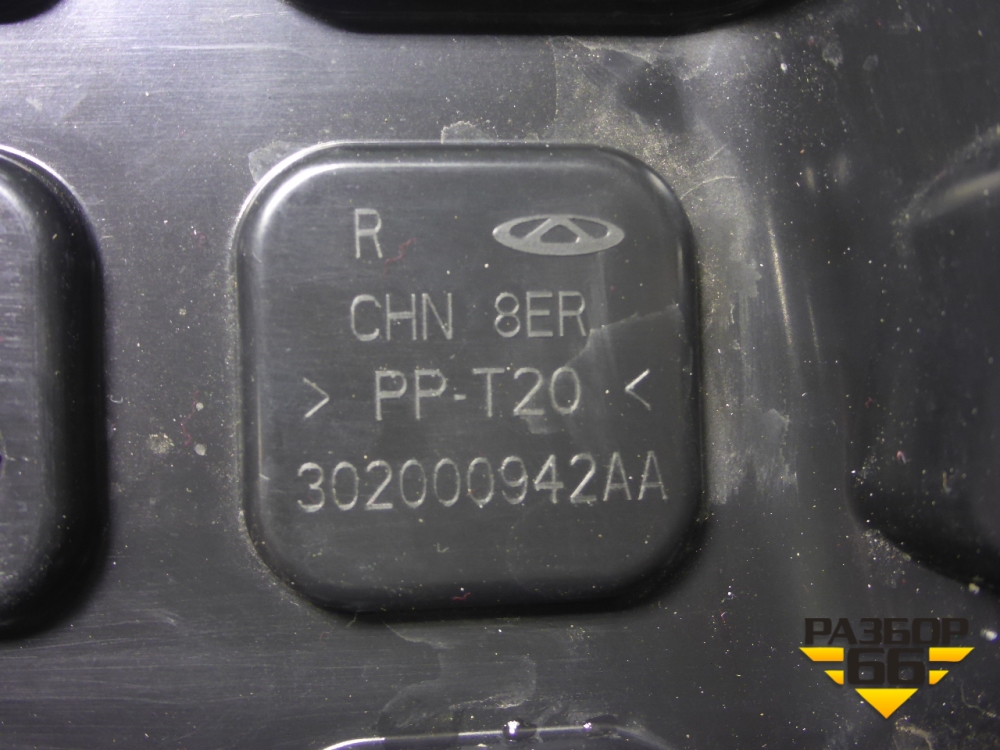 R
CHN 8ER
> PP-T20 <
302000942AA
РАЗБОР
66